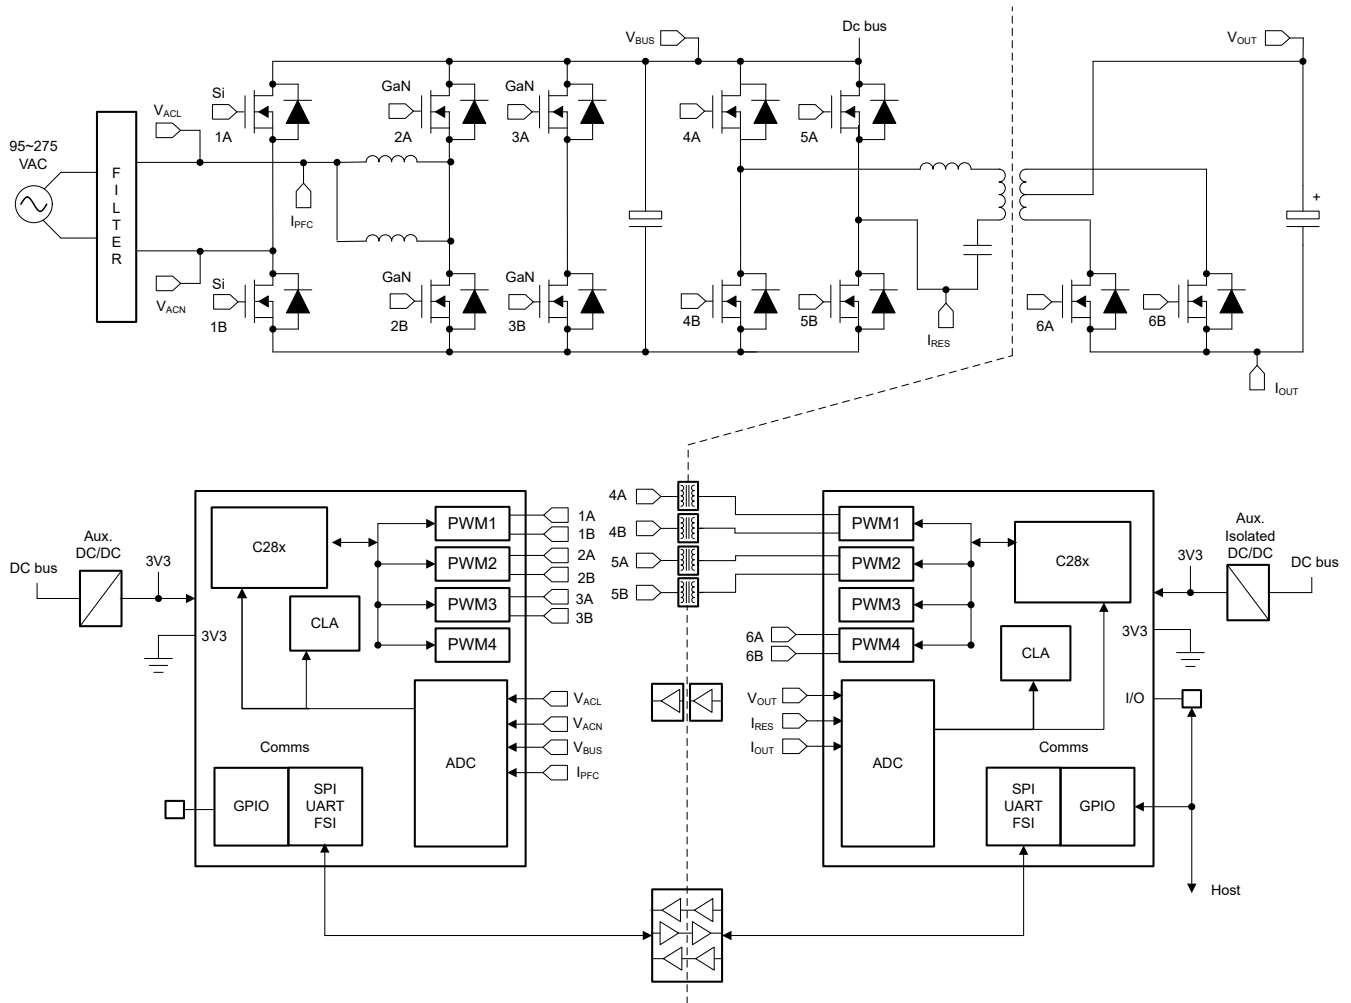 Dc bus
VBUS
VOUT
Si
GaN
GaN
VACL
1A
2A
3A
4A
5A
95~275
VAC
FILTER
IPFC
+
VACN
Si
GaN
GaN
1B
2B
3B
4B
5B
6A
6B
IRES
IOUT
4A
4B
5A
5B
Aux.
DC/DC
DC bus
3V3
3V3
C28x
CLA
PWM1
PWM2
PWM3
PWM4
1A
1B
2A
2B
3A
3B
ADC
VACL
VACN
VBUS
IPFC
Comms
GPIO
SPI
UART
FSI
PWM1
PWM2
PWM3
PWM4
6A
6B
C28x
CLA
Aux.
Isolated
DC/DC
3V3
DC bus
3V3
I/O
VOUT
IRES
IOUT
ADC
Comms
SPI
UART
FSI
GPIO
Host